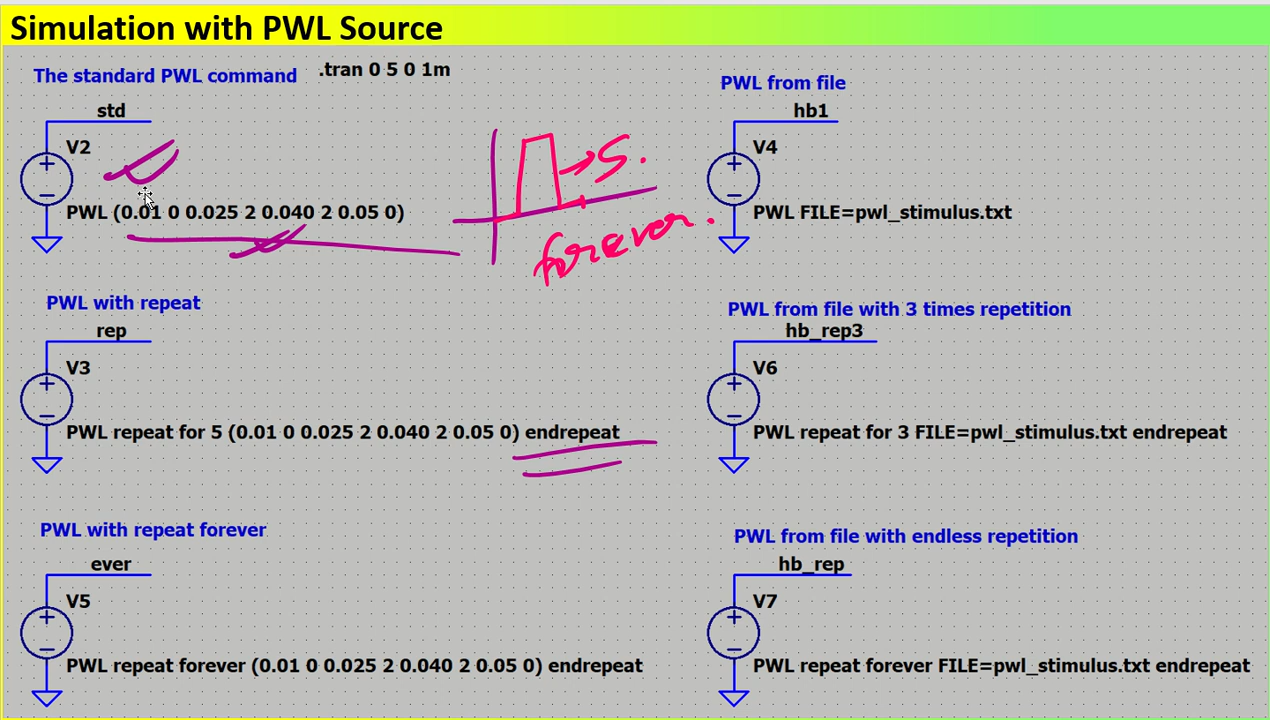 Simulation with PWL Source
The standard PWL command
.tran 0 5 0 1m
std
V2
+
−
PWL (0.01 0 0.025 2 0.040 2 0.05 0)
5.
forever.
PWL from file
hb1
V4
+
−
PWL FILE=pwl_stimulus.txt
PWL with repeat
rep
V3
+
−
PWL repeat for 5 (0.01 0 0.025 2 0.040 2 0.05 0) endrepeat
PWL from file with 3 times repetition
hb_rep3
V6
+
−
PWL repeat for 3 FILE=pwl_stimulus.txt endrepeat
PWL with repeat forever
ever
V5
+
−
PWL repeat forever (0.01 0 0.025 2 0.040 2 0.05 0) endrepeat
PWL from file with endless repetition
hb_rep
V7
+
−
PWL repeat forever FILE=pwl_stimulus.txt endrepeat